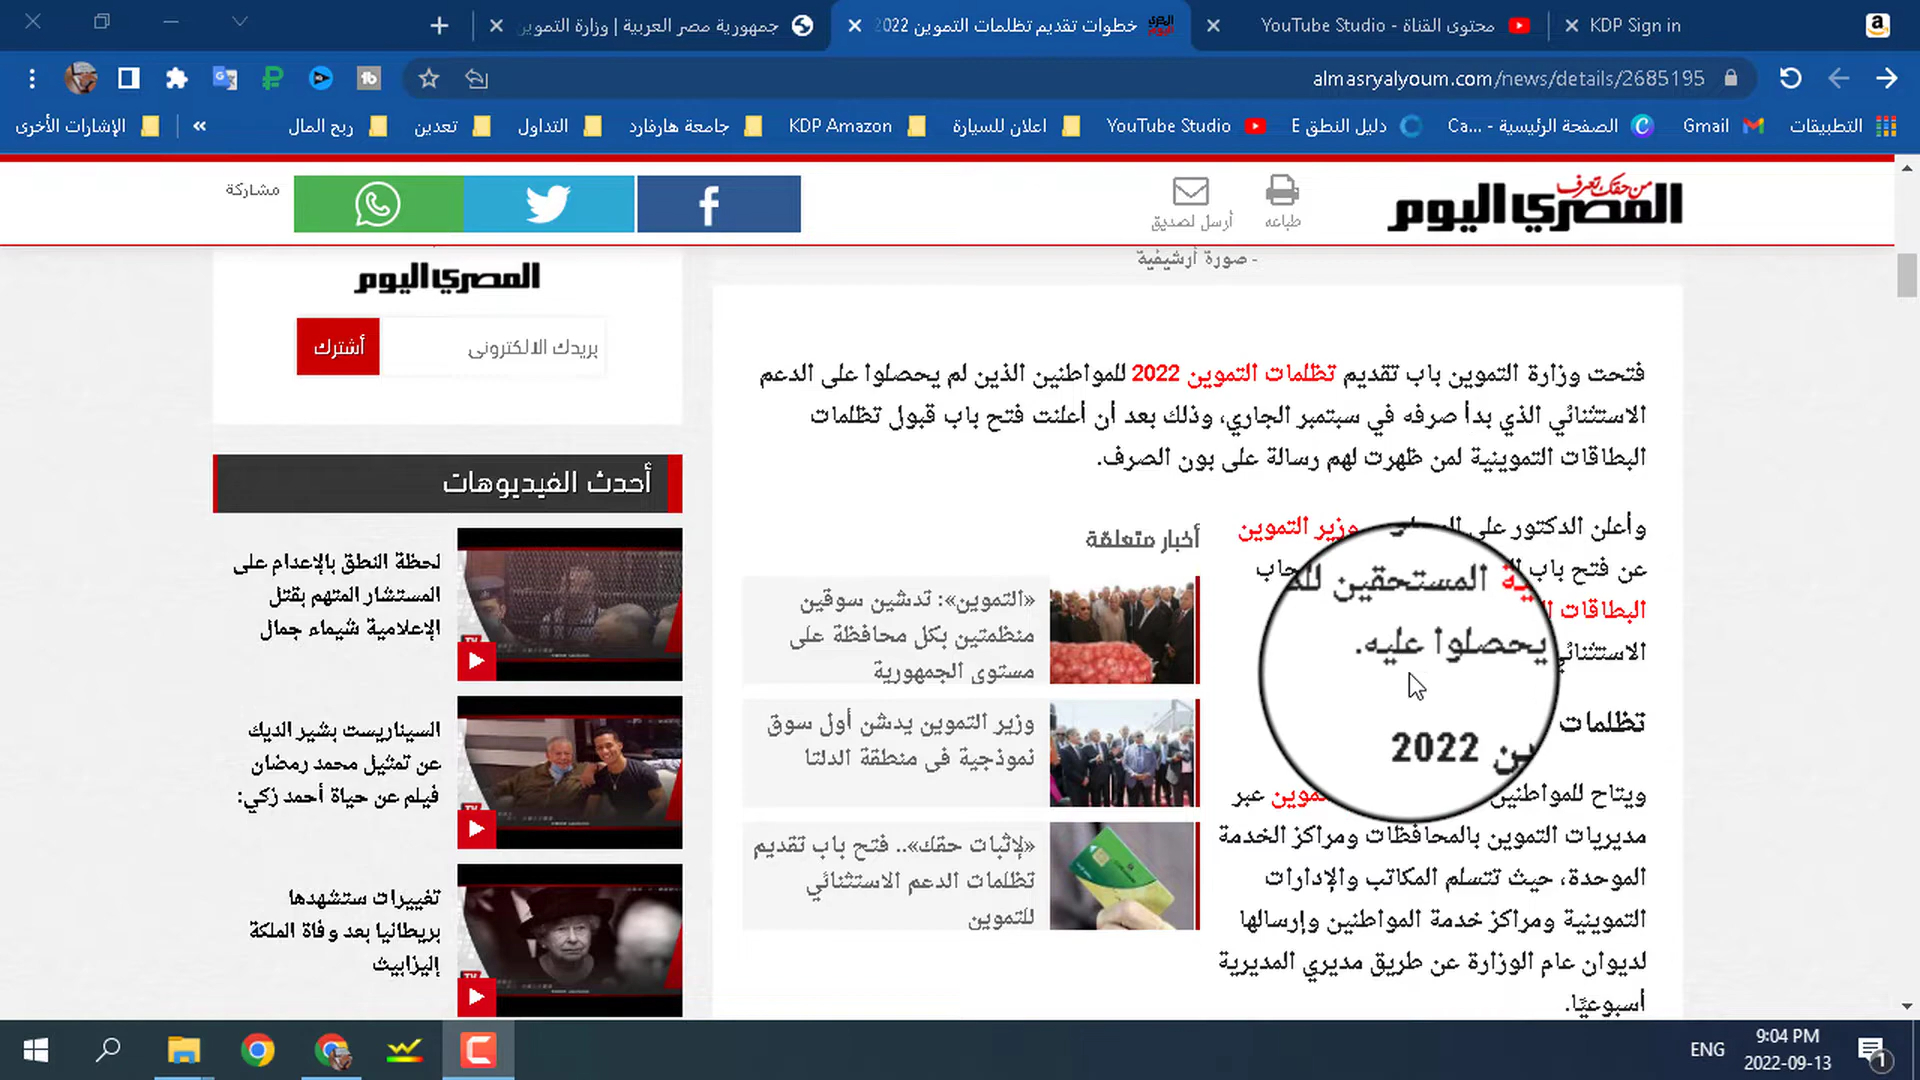 KDP Sign in
محتوى القناة - YouTube Studio
خطوات تقديم تظلمات التموين 2022
جمهورية مصر العربية | وزارة التموين
almasryalyoum.com/news/details/2685195
التطبيقات
Gmail
الصفحة الرئيسية - ...Ca
دليل النطق E
YouTube Studio
اعلان للسيارة
KDP Amazon
جامعة هارفارد
التداول
تعدين
ربح المال
«
الإشارات الأخرى
من حقك تعرف
المصري اليوم
طباعه
أرسل لصديق
مشاركة
- صورة أرشيفية
فتحت وزارة التموين باب تقديم تظلمات التموين 2022 للمواطنين الذين لم يحصلوا على الدعم
الاستثنائي الذي بدأ صرفه في سبتمبر الجاري، وذلك بعد أن أعلنت فتح باب قبول تظلمات
البطاقات التموينية لمن ظهرت لهم رسالة على بون الصرف.
وأعلن الدكتور على وزير التموين
عن فتح باب
البطاقات المستحقين
الاستثنائي يحصلوا عليه.
تظلمات 2022
ويتاح للمواطنين عبر
مديريات التموين بالمحافظات ومراكز الخدمة
الموحدة، حيث تتسلم المكاتب والإدارات
التموينية ومراكز خدمة المواطنين وإرسالها
لديوان عام الوزارة عن طريق مديري المديرية
أسبوعيًا.
أخبار متعلقة
«التموين»: تدشين سوقين
منظمتين بكل محافظة على
مستوى الجمهورية
وزير التموين يدشن أول سوق
نموذجية في منطقة الدلتا
«لإثبات حقك».. فتح باب تقديم
تظلمات الدعم الاستثنائي
للتموين
المصري اليوم
بريدك الالكترونى
أشترك
أحدث الفيديوهات
لحظة النطق بالإعدام على
المستشار المتهم بقتل
الإعلامية شيماء جمال
السيناريست بشير الديك
عن تمثيل محمد رمضان
فيلم عن حياة أحمد زكي:
تغييرات ستشهدها
بريطانيا بعد وفاة الملكة
إليزابيث
ENG
9:04 PM
2022-09-13
1